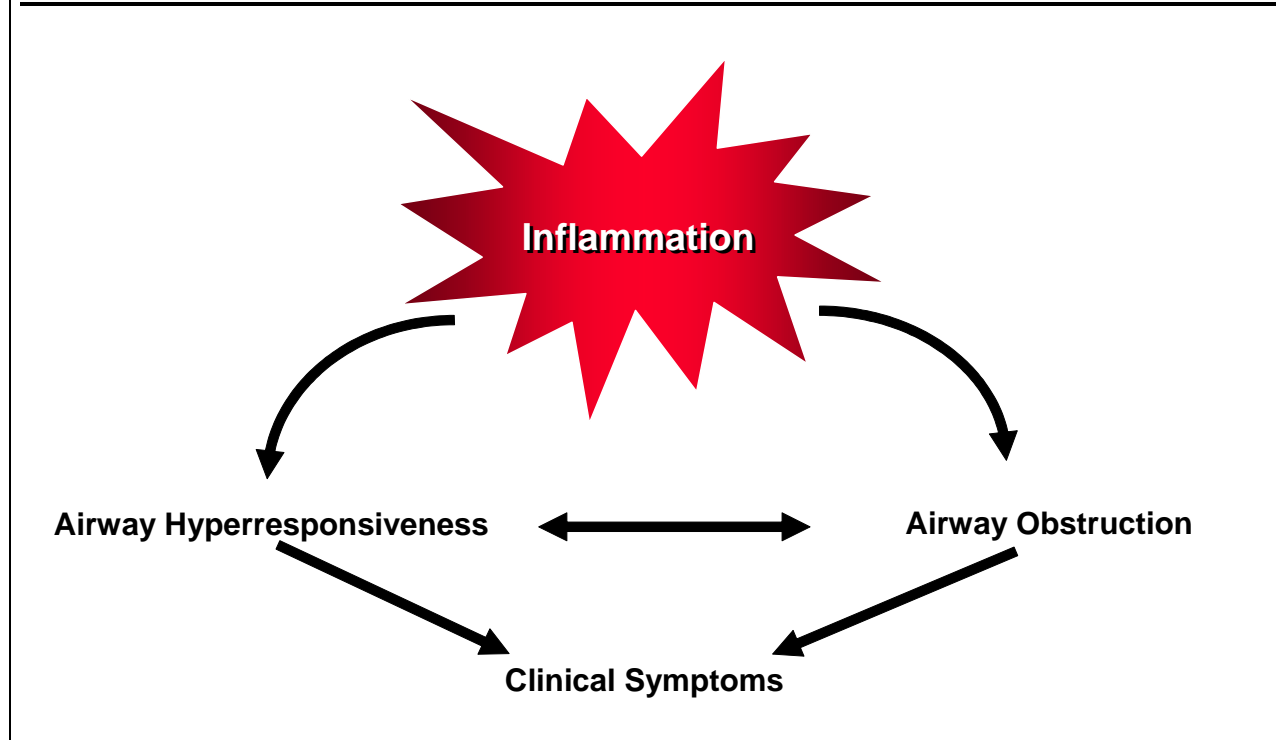 Inflammation
Airway Hyperresponsiveness
Airway Obstruction
Clinical Symptoms